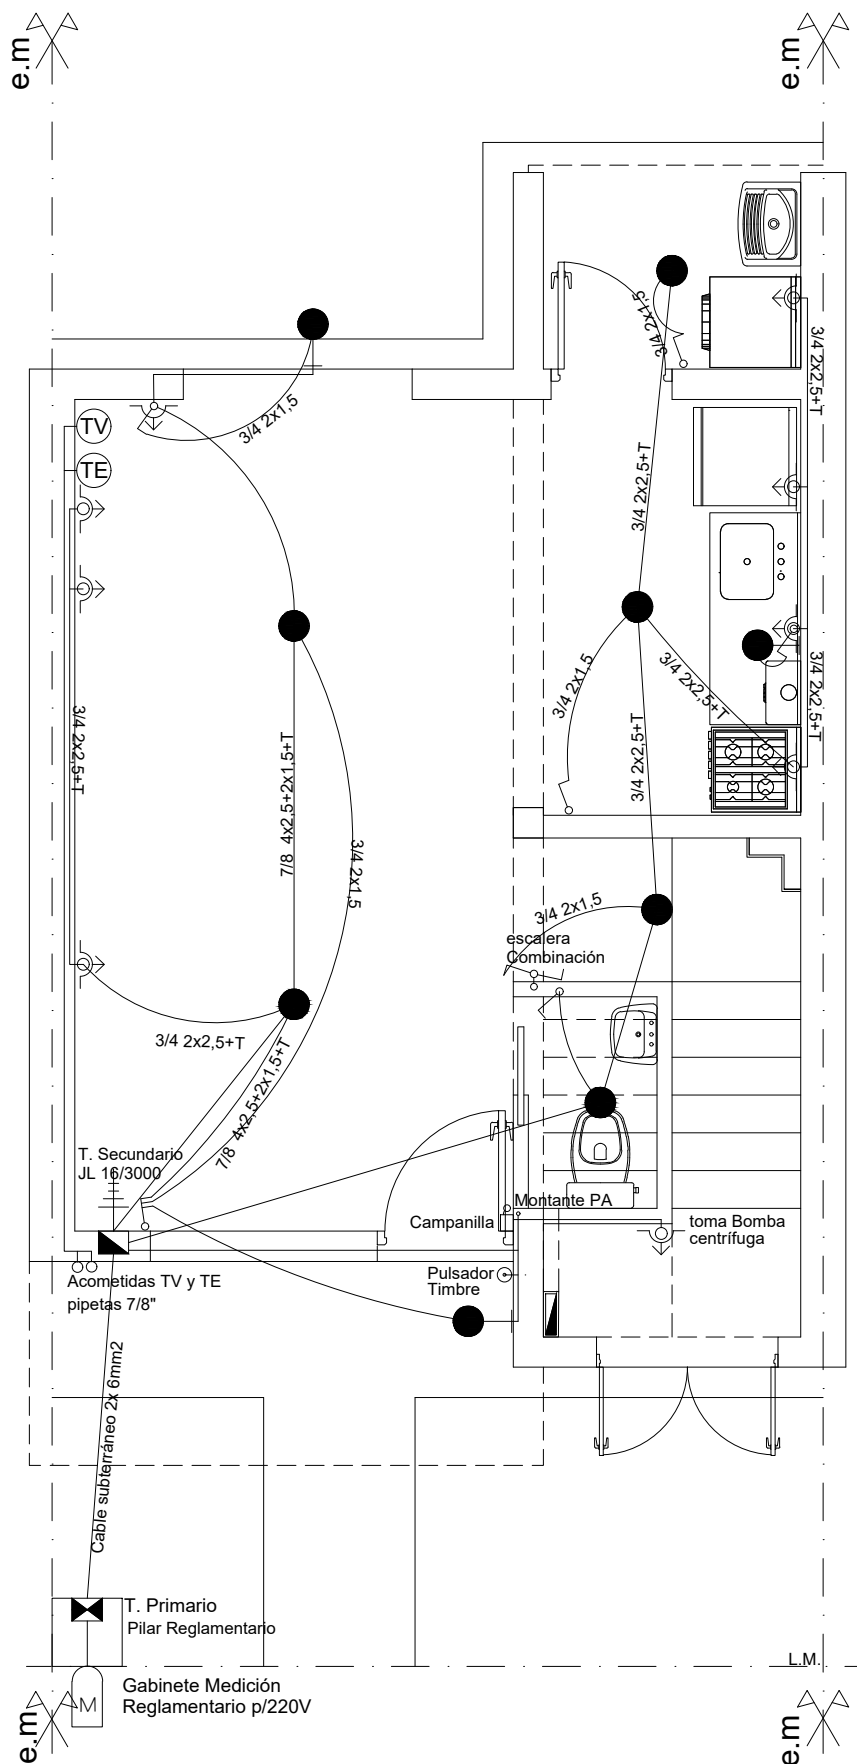 e.m
e.m
3/4 2x1,5
3/4 2x2,5+T
3/4 2x1,5
TV
TE
3/4 2x2,5+T
3/4 2x1,5
3/4 2x2,5+T
3/4 2x2,5+T
3/4 2x2,5+T
7/8 4x2,5+2x1,5+T
3/4 2x2,5+T
3/4 2x1,5
3/4 2x1,5
escalera
Combinación
3/4 2x2,5+T
7/8 4x2,5+2x1,5+T
T. Secundario
JL 16/3000
Montante PA
Campanilla
toma Bomba
centrífuga
Pulsador
Timbre
Acometidas TV y TE
pipetas 7/8"
Cable subterráneo 2x 6mm2
T. Primario
Pilar Reglamentario
L.M.
Gabinete Medición
Reglamentario p/220V
M
e.m
e.m